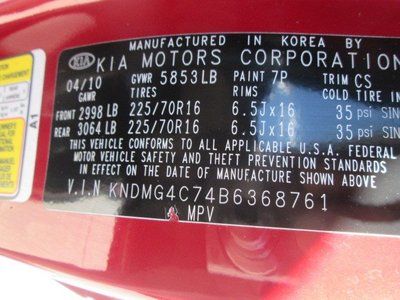 MANUFACTURED IN KOREA BY
KIA KIA MOTORS CORPORATION
04/10 GVWR 5853LB PAINT 7P TRIM CS
GAWR TIRES RIMS COLD TIRE IN
FRONT 2998 LB 225/70R16 6.5Jx16 35 psi SIN
REAR 3064 LB 225/70R16 6.5Jx16 35 psi SIN
THIS VEHICLE CONFORMS TO ALL APPLICABLE U.S.A. FEDERAL
MOTOR VEHICLE SAFETY AND THEFT PREVENTION STANDARDS
IN EFFECT ON THE DATE OF MANUFACTURE SHOWN ABOVE
V.I.N KNDMG4C74B6368761
MPV
A1